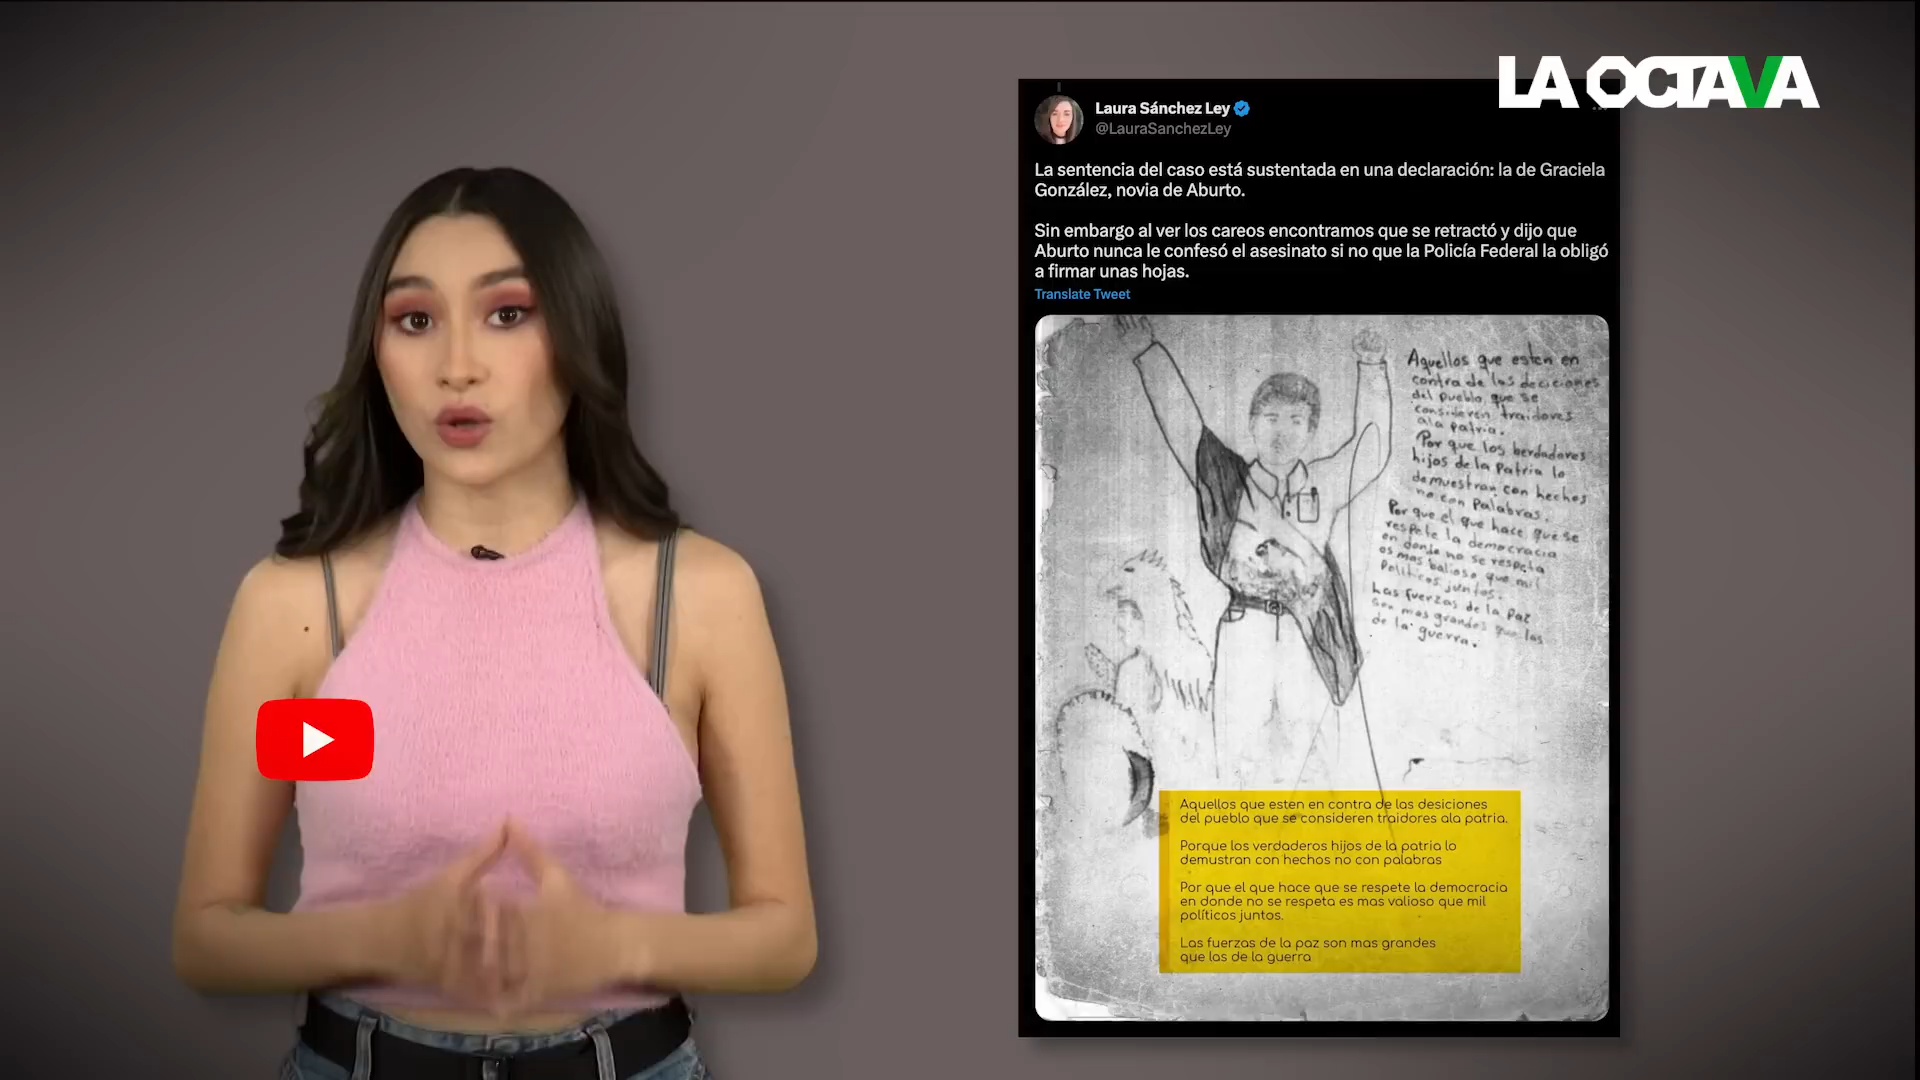 LA OCTAVA
Laura Sánchez Ley
@LauraSanchezLey
La sentencia del caso está sustentada en una declaración: la de Graciela
González, novia de Aburto.
Sin embargo al ver los careos encontramos que se retractó y dijo que
Aburto nunca le confesó el asesinato si no que la Policía Federal la obligó
a firmar unas hojas.
Translate Tweet
Aquellos que esten en
contra de las deciciones
del pueblo, que se
consideren traidores
ala patria.
Por que los berdaderos
hijos de la Patria lo
demuestran con hechos
no con Palabras.
Por que el que hace que se
respete la democracia
en donde no se respeta
es mas balioso que mil
Politicos juntos.
Las fuerzas de la paz
son mas grandes que las
de la guerra.
Aquellos que esten en contra de las desiciones
del pueblo que se consideren traidores ala patria.
Porque los verdaderos hijos de la patria lo
demustran con hechos no con palabras
Por que el que hace que se respete la democracia
en donde no se respeta es mas valioso que mil
políticos juntos.
Las fuerzas de la paz son mas grandes
que las de la guerra